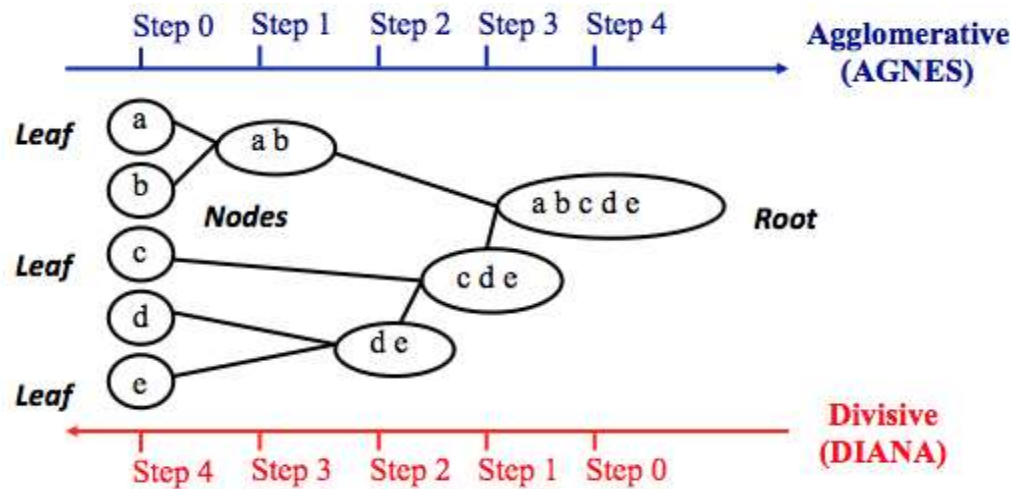 Step 0 Step 1 Step 2 Step 3 Step 4
Agglomerative
(AGNES)
Leaf
a
a b
b
Nodes
a b c d e
Root
Leaf
c
c d e
d
d e
Leaf
e
Divisive
(DIANA)
Step 4 Step 3 Step 2 Step 1 Step 0